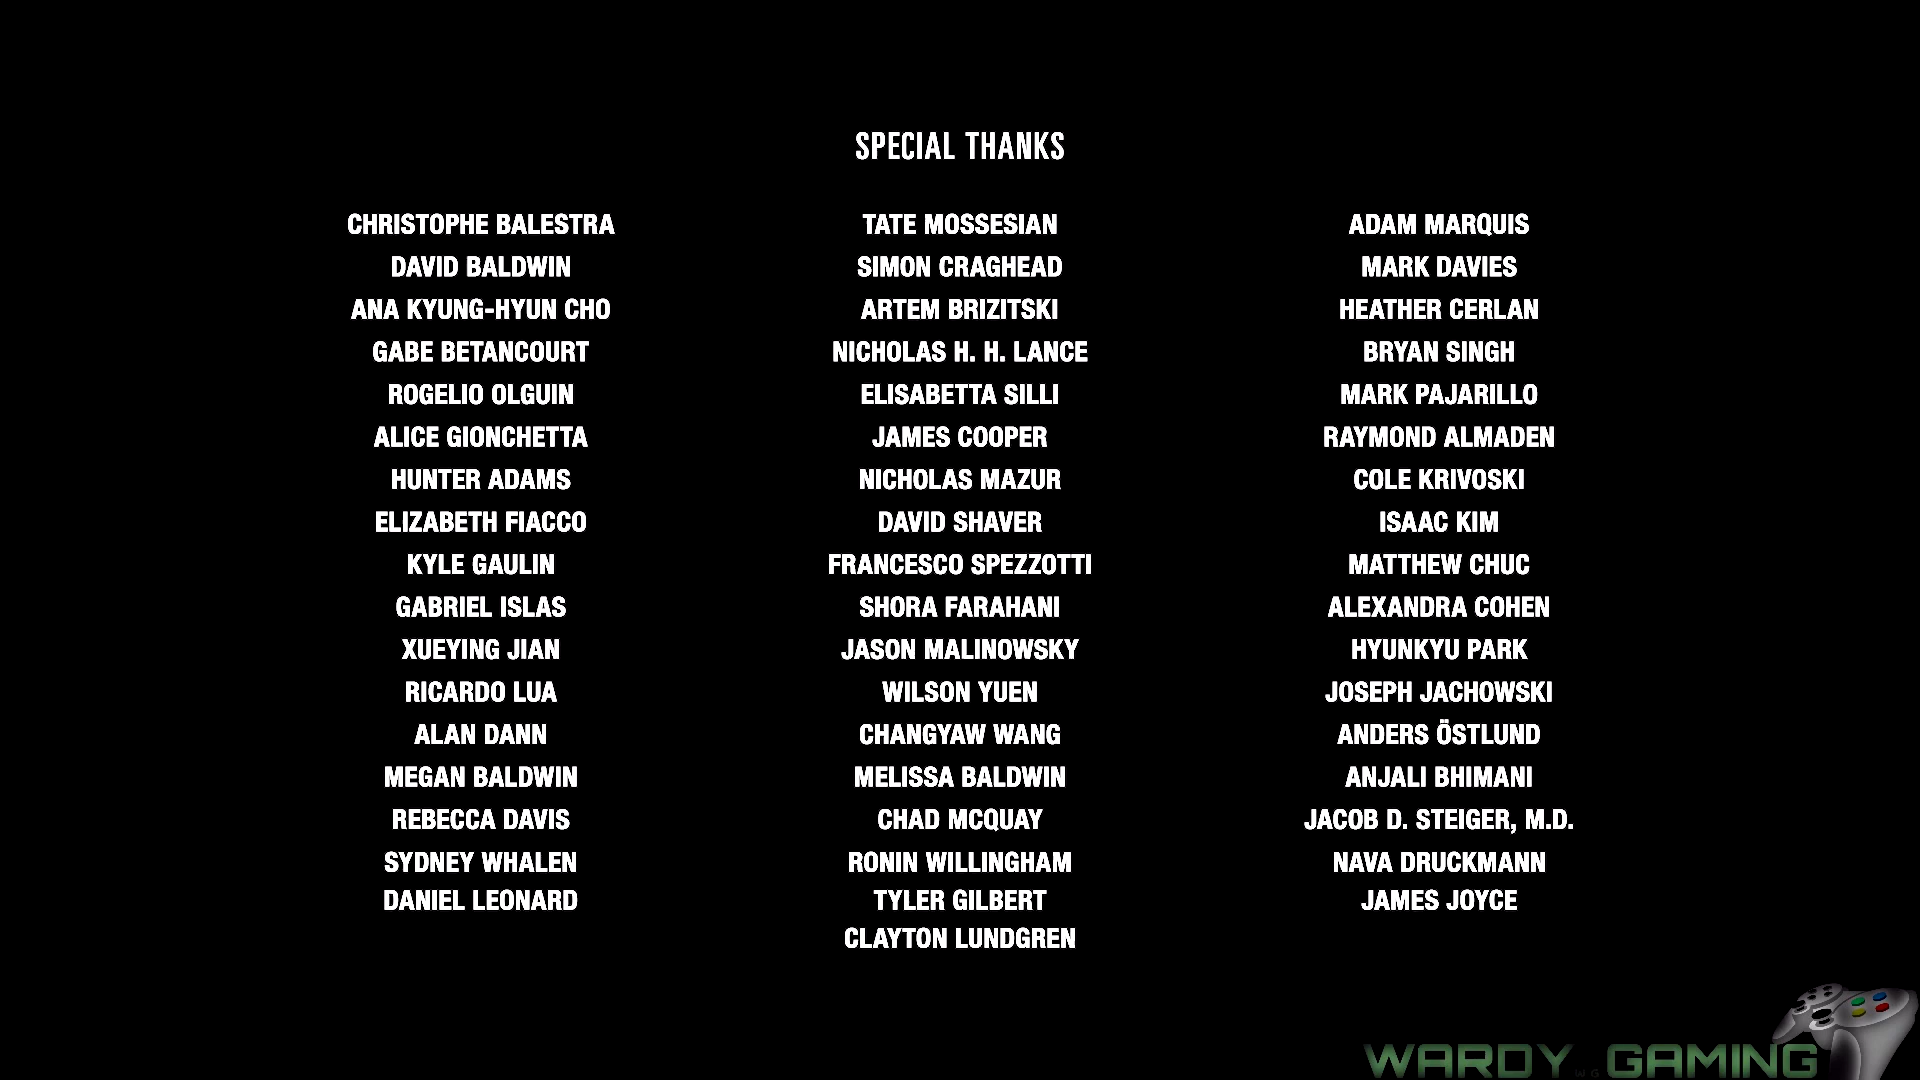 SPECIAL THANKS
CHRISTOPHE BALESTRA
DAVID BALDWIN
ANA KYUNG-HYUN CHO
GABE BETANCOURT
ROGELIO OLGUIN
ALICE GIONCHETTA
HUNTER ADAMS
ELIZABETH FIACCO
KYLE GAULIN
GABRIEL ISLAS
XUEYING JIAN
RICARDO LUA
ALAN DANN
MEGAN BALDWIN
REBECCA DAVIS
SYDNEY WHALEN
DANIEL LEONARD
TATE MOSSESIAN
SIMON CRAGHEAD
ARTEM BRIZITSKI
NICHOLAS H. H. LANCE
ELISABETTA SILLI
JAMES COOPER
NICHOLAS MAZUR
DAVID SHAVER
FRANCESCO SPEZZOTTI
SHORA FARAHANI
JASON MALINOWSKY
WILSON YUEN
CHANGYAW WANG
MELISSA BALDWIN
CHAD MCQUAY
RONIN WILLINGHAM
TYLER GILBERT
CLAYTON LUNDGREN
ADAM MARQUIS
MARK DAVIES
HEATHER CERLAN
BRYAN SINGH
MARK PAJARILLO
RAYMOND ALMADEN
COLE KRIVOSKI
ISAAC KIM
MATTHEW CHUC
ALEXANDRA COHEN
HYUNKYU PARK
JOSEPH JACHOWSKI
ANDERS ÖSTLUND
ANJALI BHIMANI
JACOB D. STEIGER, M.D.
NAVA DRUCKMANN
JAMES JOYCE
WARDY WG GAMING